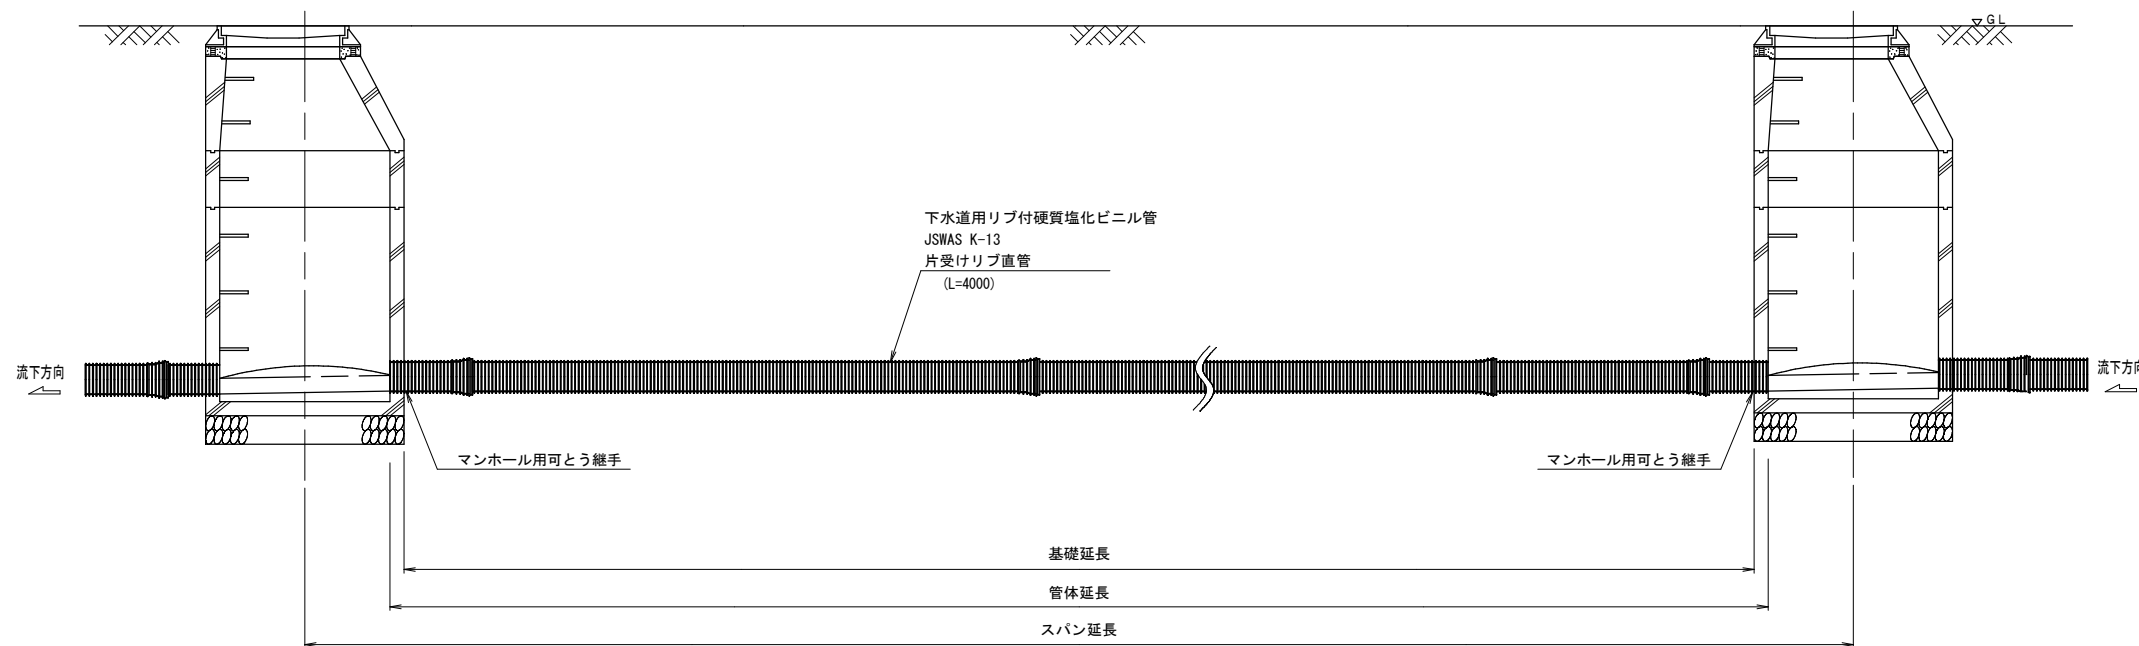 GL
下水道用リブ付硬質塩化ビニル管
JSWAS K-13
片受けリブ直管
(L=4000)
流下方向
流下方向
マンホール用可とう継手
マンホール用可とう継手
基礎延長
管体延長
スパン延長